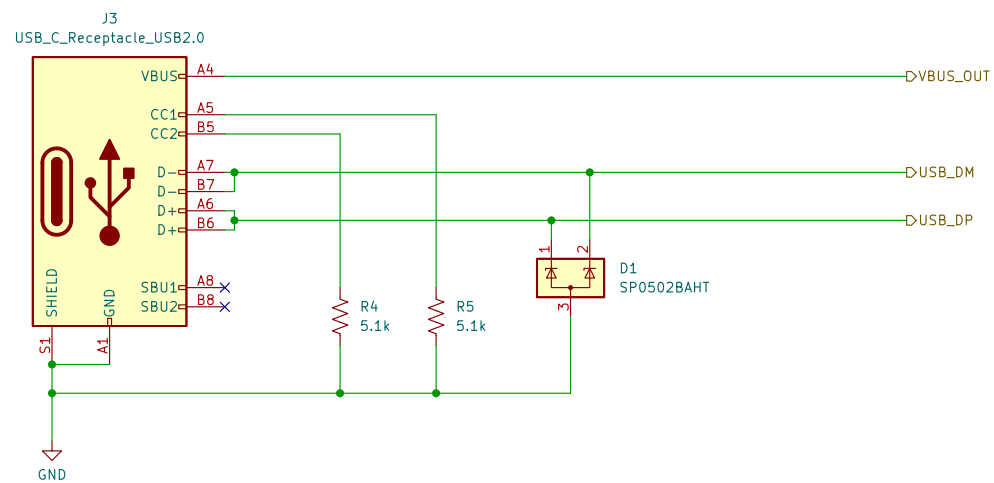 J3
USB_C_Receptacle_USB2.0
VBUS A4
VBUS_OUT
CC1 A5
CC2 B5
D- A7
USB_DM
D- B7
D+ A6
USB_DP
D+ B6
1 2
D1
SP0502BAHT
3
SBU1 A8
SBU2 B8
SHIELD
GND
R4
5.1k
R5
5.1k
S1
A1
GND